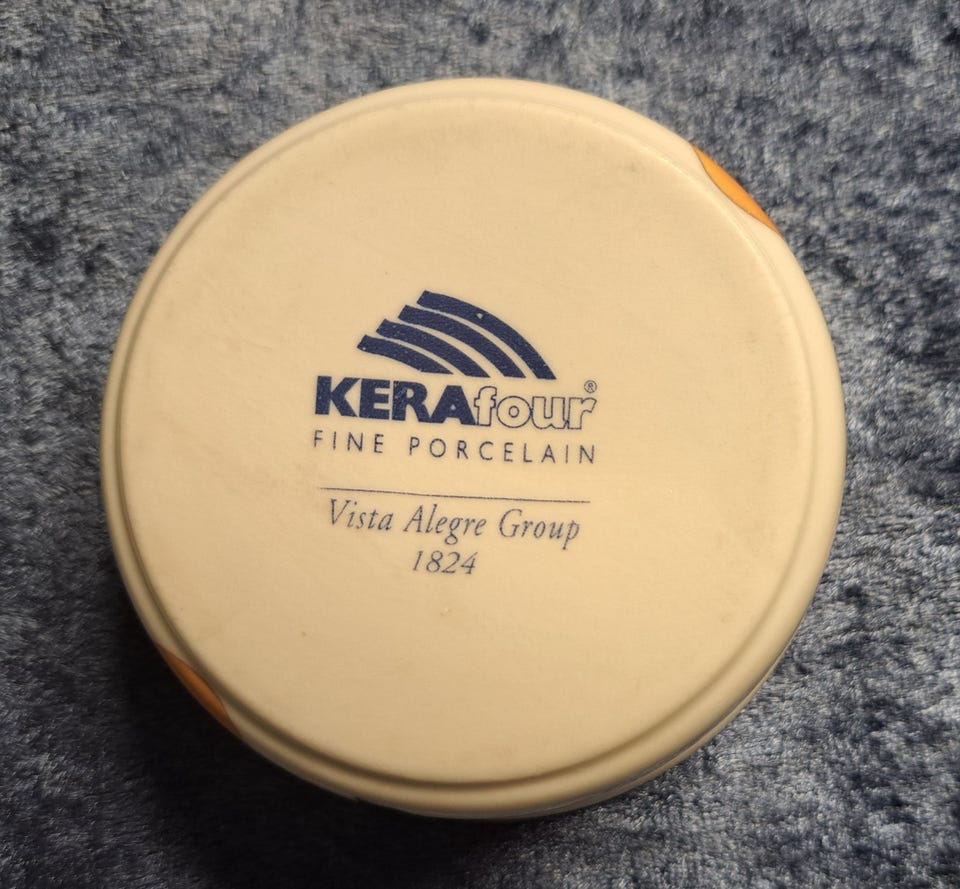 KERAfour®
FINE PORCELAIN
Vista Alegre Group
1824